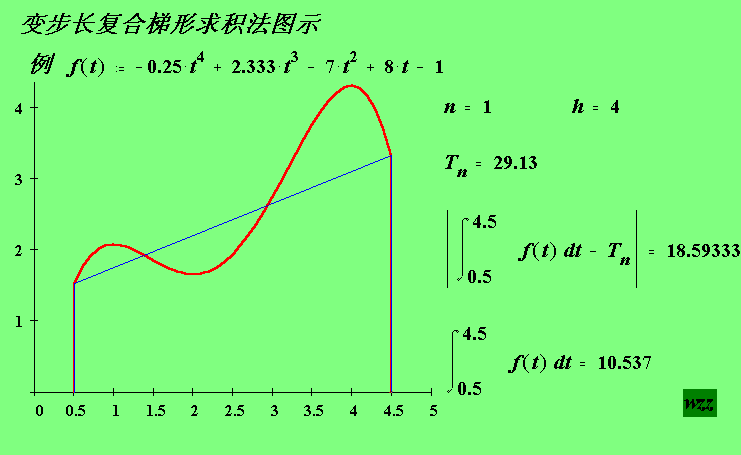 变步长复合梯形求积法图示
例 f(t) := -0.25·t⁴ + 2.333·t³ - 7·t² + 8·t - 1
n = 1 h = 4
Tₙ = 29.13
|∫₀.₅⁴·⁵ f(t) dt - Tₙ| = 18.59333
∫₀.₅⁴·⁵ f(t) dt = 10.537
4
3
2
1
0 0.5 1 1.5 2 2.5 3 3.5 4 4.5 5
wzz